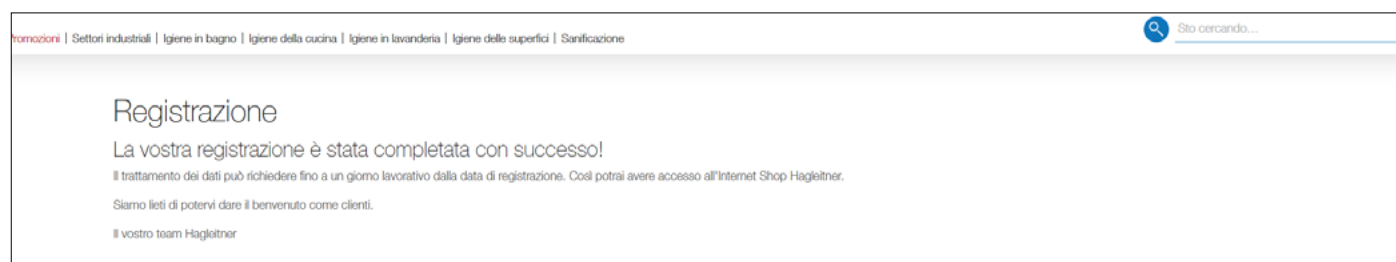 romozioni | Settori industriali | Igiene in bagno | Igiene della cucina | Igiene in lavanderia | Igiene delle superfici | Sanificazione
Sto cercando...
Registrazione
La vostra registrazione è stata completata con successo!
Il trattamento dei dati può richiedere fino a un giorno lavorativo dalla data di registrazione. Così potrai avere accesso all'Internet Shop Hagleitner.
Siamo lieti di potervi dare il benvenuto come clienti.
Il vostro team Hagleitner